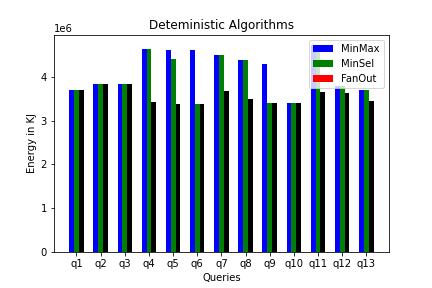 Deteministic Algorithms
1e6
MinMax
MinSel
FanOut
4
3
2
1
0
Energy in KJ
q1 q2 q3 q4 q5 q6 q7 q8 q9 q10 q11 q12 q13
Queries